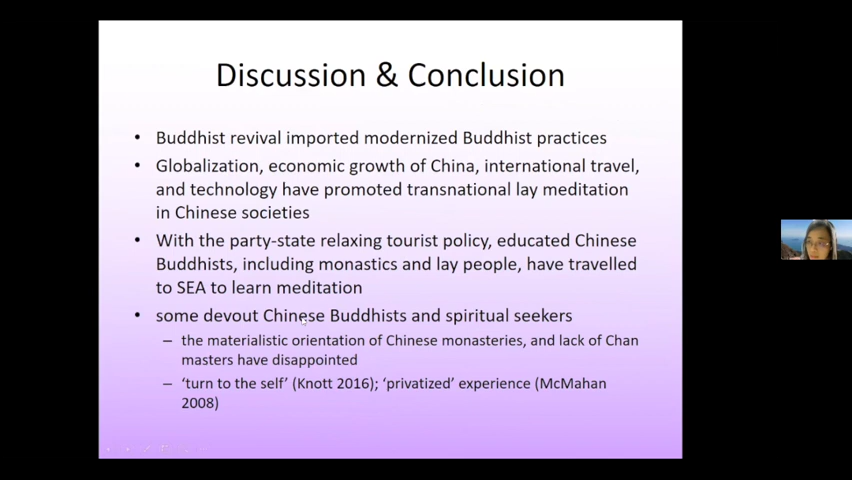 Discussion & Conclusion
• Buddhist revival imported modernized Buddhist practices
• Globalization, economic growth of China, international travel,
and technology have promoted transnational lay meditation
in Chinese societies
• With the party-state relaxing tourist policy, educated Chinese
Buddhists, including monastics and lay people, have travelled
to SEA to learn meditation
• some devout Chinese Buddhists and spiritual seekers
– the materialistic orientation of Chinese monasteries, and lack of Chan
masters have disappointed
– ‘turn to the self’ (Knott 2016); ‘privatized’ experience (McMahan
2008)